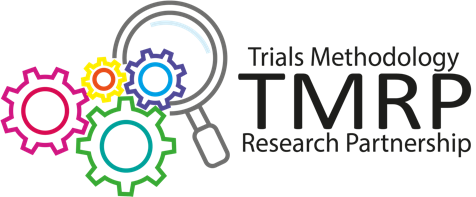 Trials Methodology
TMRP
Research Partnership